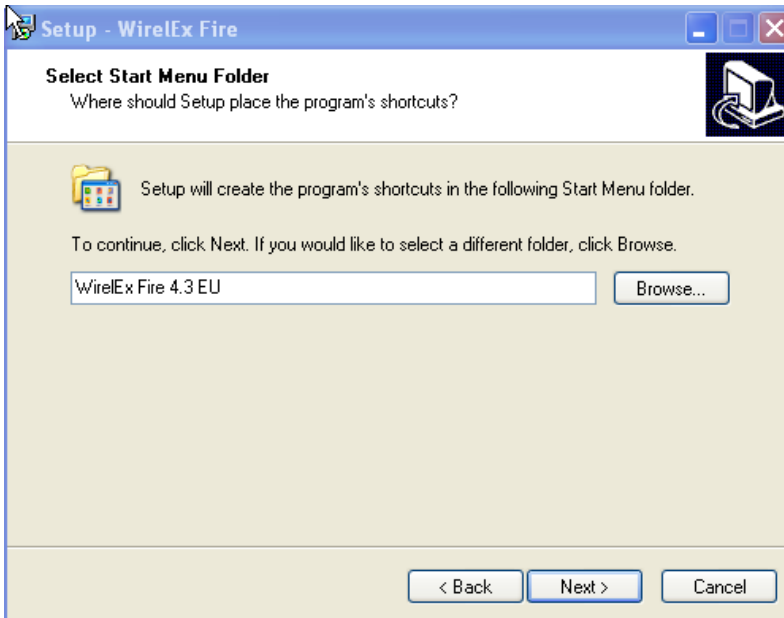 Setup - WirelEx Fire
Select Start Menu Folder
Where should Setup place the program's shortcuts?
Setup will create the program's shortcuts in the following Start Menu folder.
To continue, click Next. If you would like to select a different folder, click Browse.
WirelEx Fire 4.3 EU
Browse...
< Back
Next >
Cancel